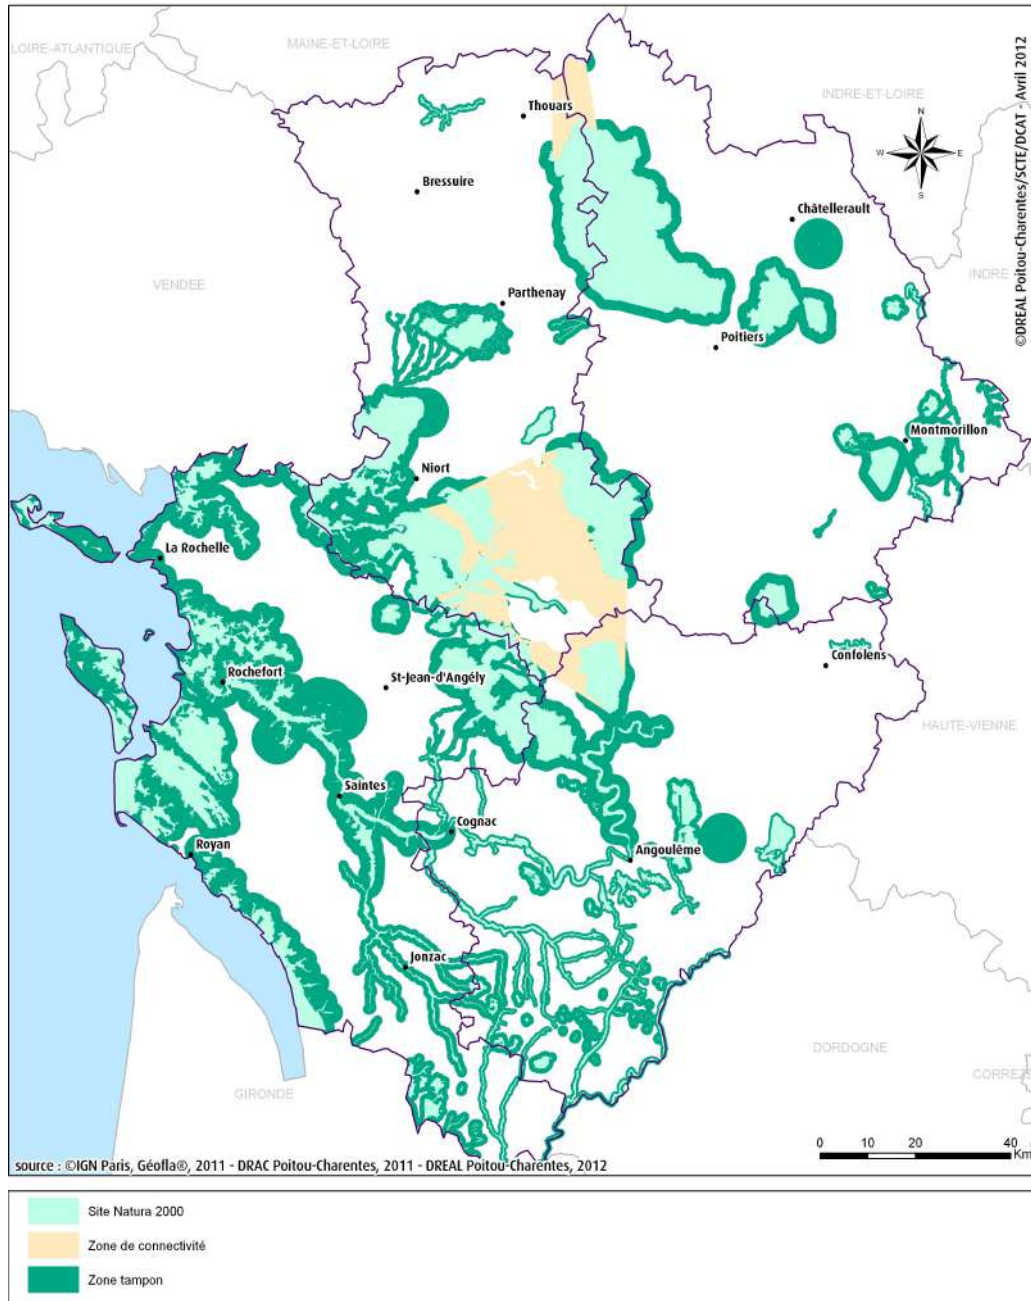 LOIRE-ATLANTIQUE
MAINE-ET-LOIRE
©DREAL Poitou-Charentes/SCTE/DCAT - Avril 2012
INDRE-ET-LOIRE
Thouars
N
W
E
S
Bressuire
Châtellerault
VENDEE
INDRE
Parthenay
Poitiers
Montmorillon
Niort
La Rochelle
Confolens
Rochefort
St-Jean-d'Angély
HAUTE-VIENNE
Saintes
Cognac
Royan
Angoulême
Jonzac
DORDOGNE
CORREZE
GIRONDE
0 10 20 40
Km
source : ©IGN Paris, Géofla®, 2011 - DRAC Poitou-Charentes, 2011 - DREAL Poitou-Charentes, 2012
Site Natura 2000
Zone de connectivité
Zone tampon